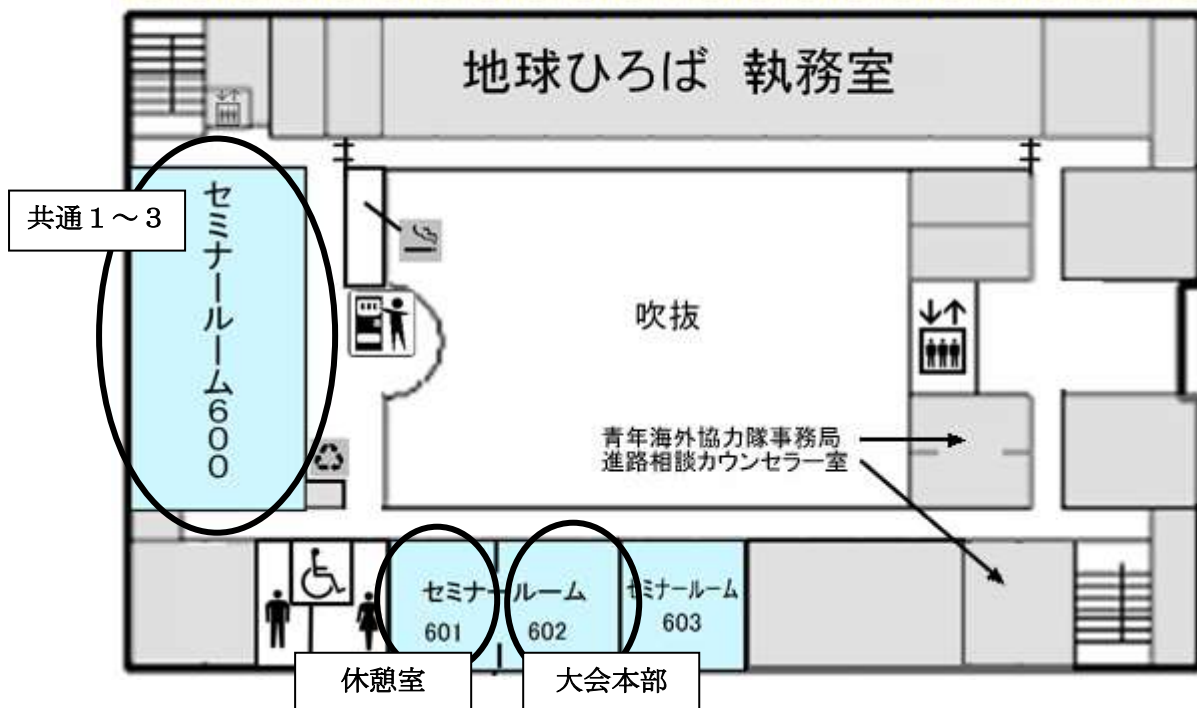 地球ひろば 執務室
共通１～３
セミナールーム600
吹抜
青年海外協力隊事務局
進路相談カウンセラー室
セミナールーム
601
602
セミナールーム
603
休憩室
大会本部